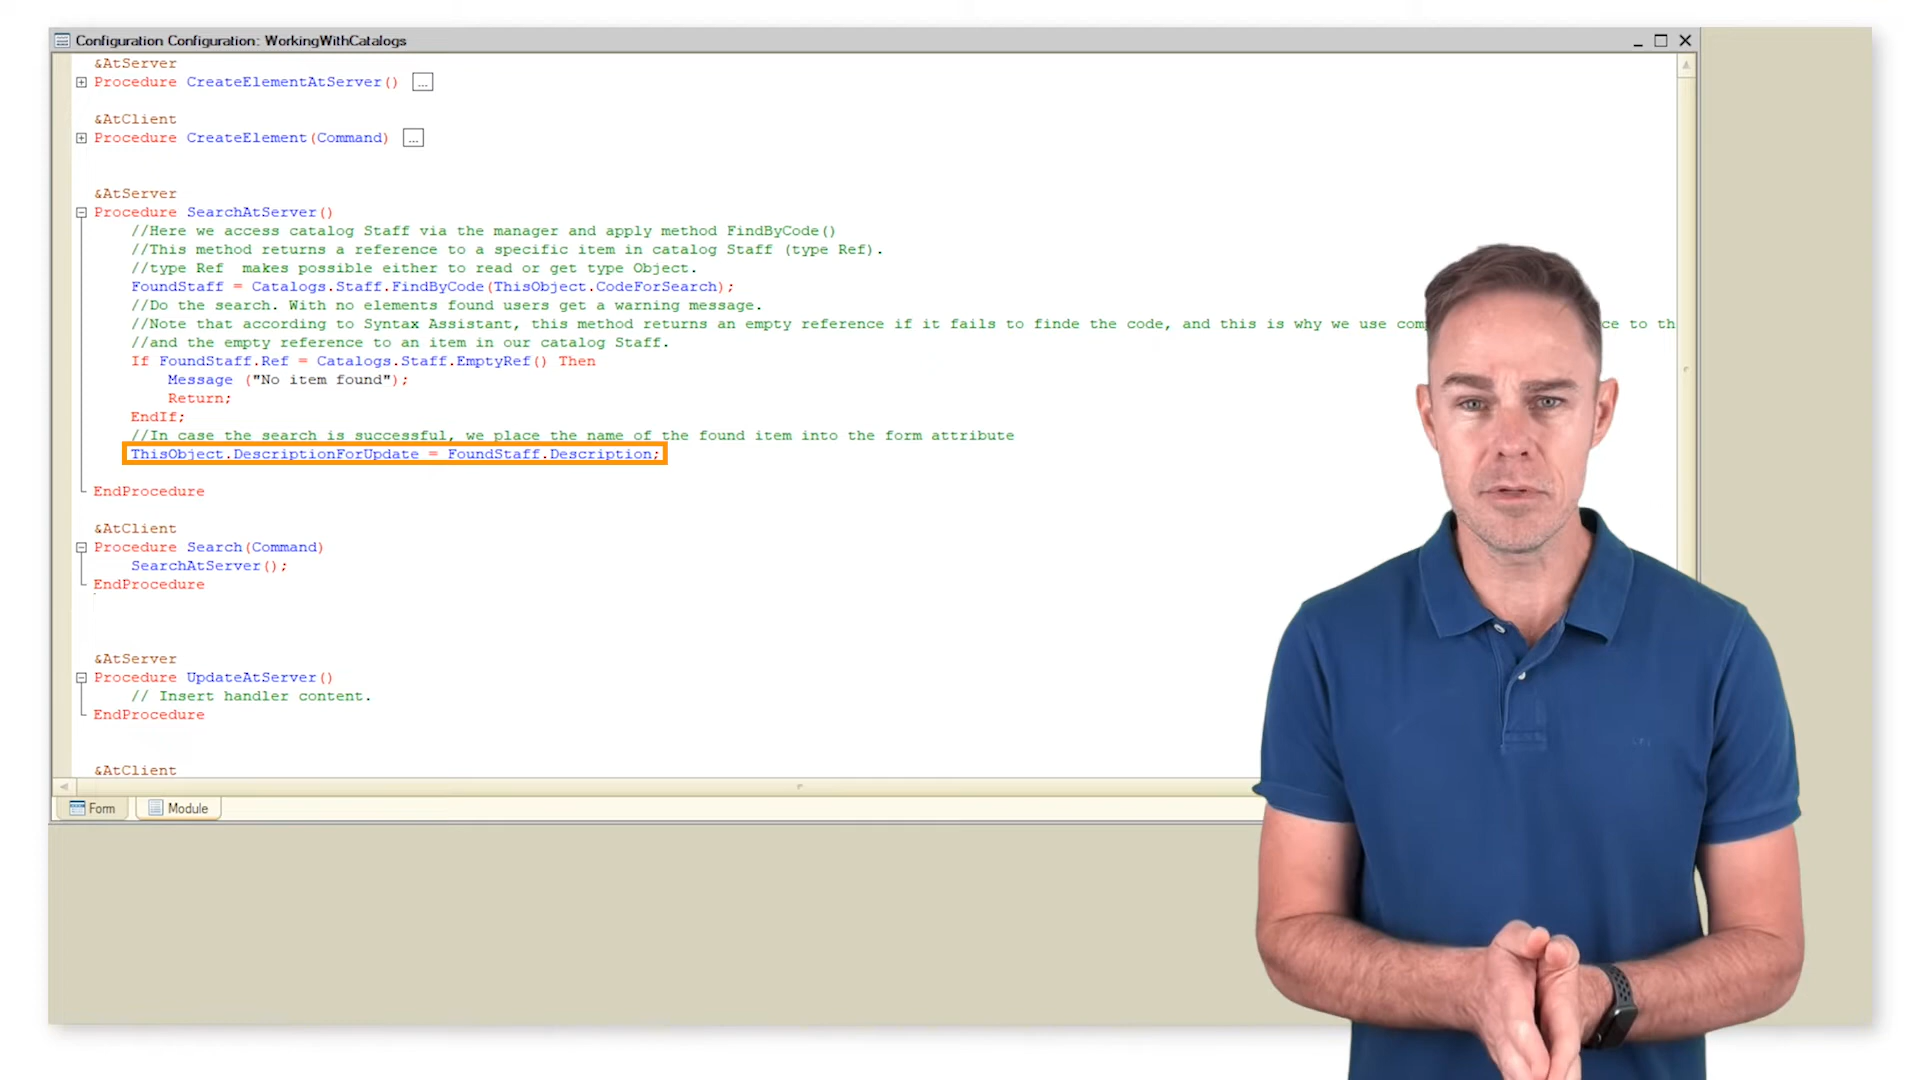 Configuration Configuration: WorkingWithCatalogs
&AtServer
Procedure CreateElementAtServer() ...
&AtClient
Procedure CreateElement(Command) ...
&AtServer
Procedure SearchAtServer()
//Here we access catalog Staff via the manager and apply method FindByCode()
//This method returns a reference to a specific item in catalog Staff (type Ref).
//type Ref  makes possible either to read or get type Object.
FoundStaff = Catalogs.Staff.FindByCode(ThisObject.CodeForSearch);
//Do the search. With no elements found users get a warning message.
//Note that according to Syntax Assistant, this method returns an empty reference if it fails to finde the code, and this is why we use to
//and the empty reference to an item in our catalog Staff.
If FoundStaff.Ref = Catalogs.Staff.EmptyRef() Then
Message ("No item found");
Return;
EndIf;
//In case the search is successful, we place the name of the found item into the form attribute
ThisObject.DescriptionForUpdate = FoundStaff.Description;
EndProcedure
&AtClient
Procedure Search(Command)
SearchAtServer();
EndProcedure
&AtServer
Procedure UpdateAtServer()
// Insert handler content.
EndProcedure
&AtClient
Form
Module